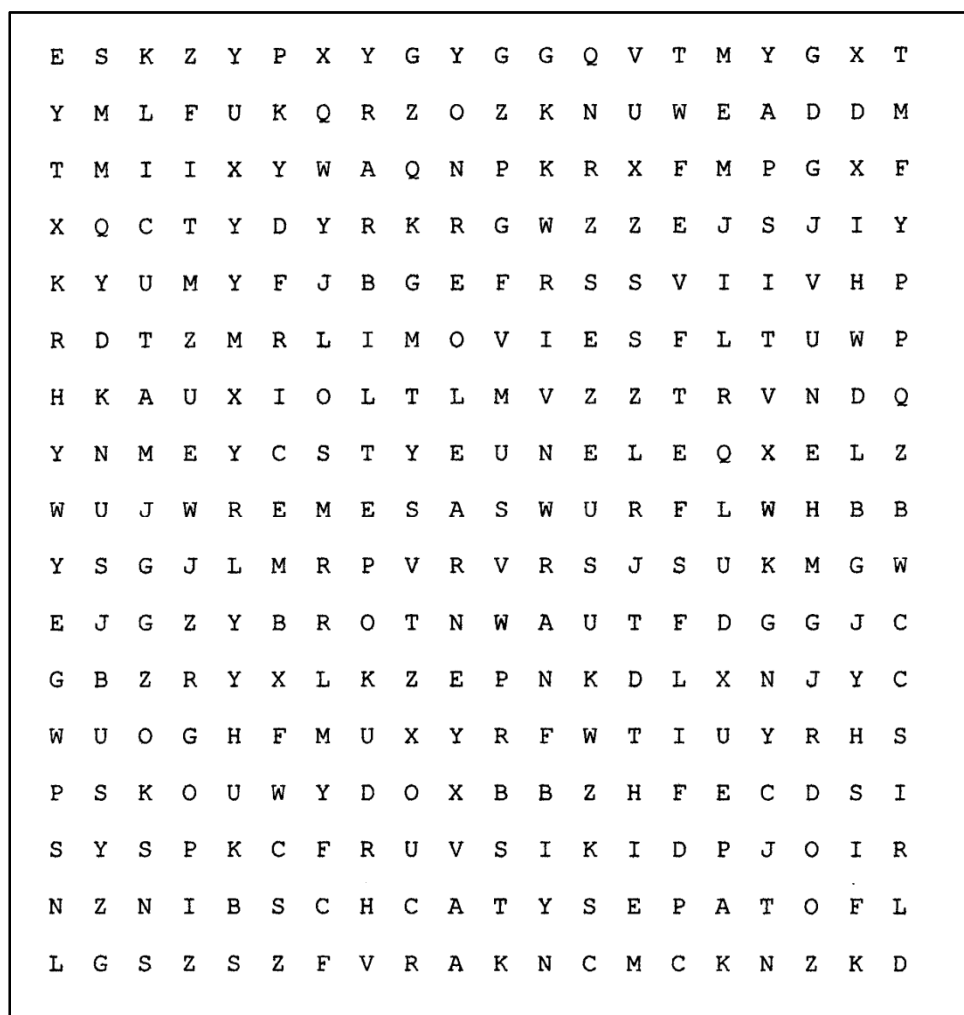 E S K Z Y P X Y G Y G G Q V T M Y G X T
Y M L F U K Q R Z O Z K N U W E A D D M
T M I I X Y W A Q N P K R X F M P G X F
X Q C T Y D Y R K R G W Z Z E J S J I Y
K Y U M Y F J B G E F R S S V I I V H P
R D T Z M R L I M O V I E S F L T U W P
H K A U X I O L T L M V Z Z T R V N D Q
Y N M E Y C S T Y E U N E L E Q X E L Z
W U J W R E M E S A S W U R F L W H B B
Y S G J L M R P V R V R S J S U K M G W
E J G Z Y B R O T N W A U T F D G G J C
G B Z R Y X L K Z E P N K D L X N J Y C
W U O G H F M U X Y R F W T I U Y R H S
P S K O U W Y D O X B B Z H F E C D S I
S Y S P K C F R U V S I K I D P J O I R
N Z N I B S C H C A T Y S E P A T O F L
L G S Z S Z F V R A K N C M C K N Z K D